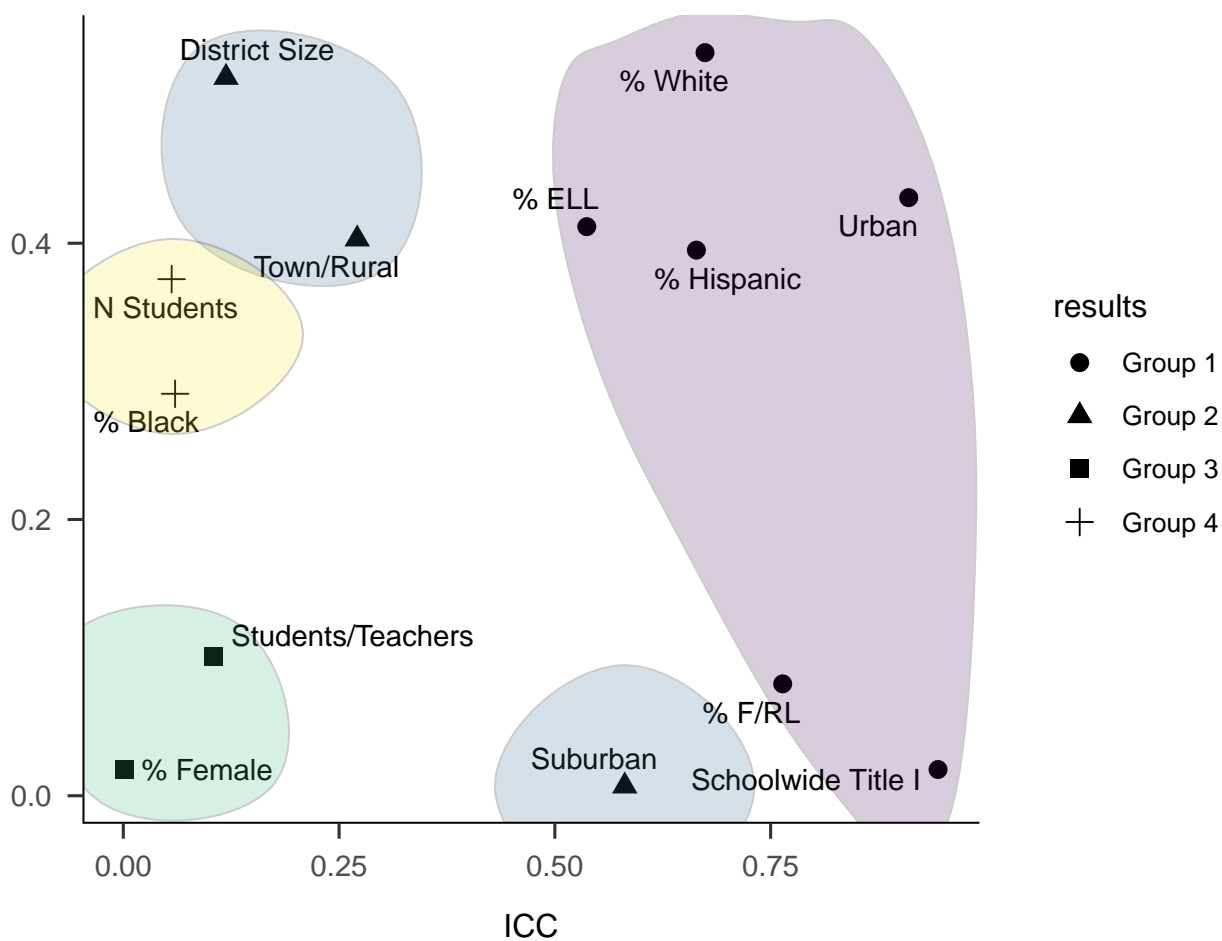 District Size
% White
% ELL
Urban
0.4
Town/Rural
% Hispanic
N Students
results
Group 1
% Black
Group 2
Group 3
0.2
Group 4
Students/Teachers
% F/RL
Suburban
% Female
Schoolwide Title I
0.0
0.00
0.25
0.50
0.75
ICC